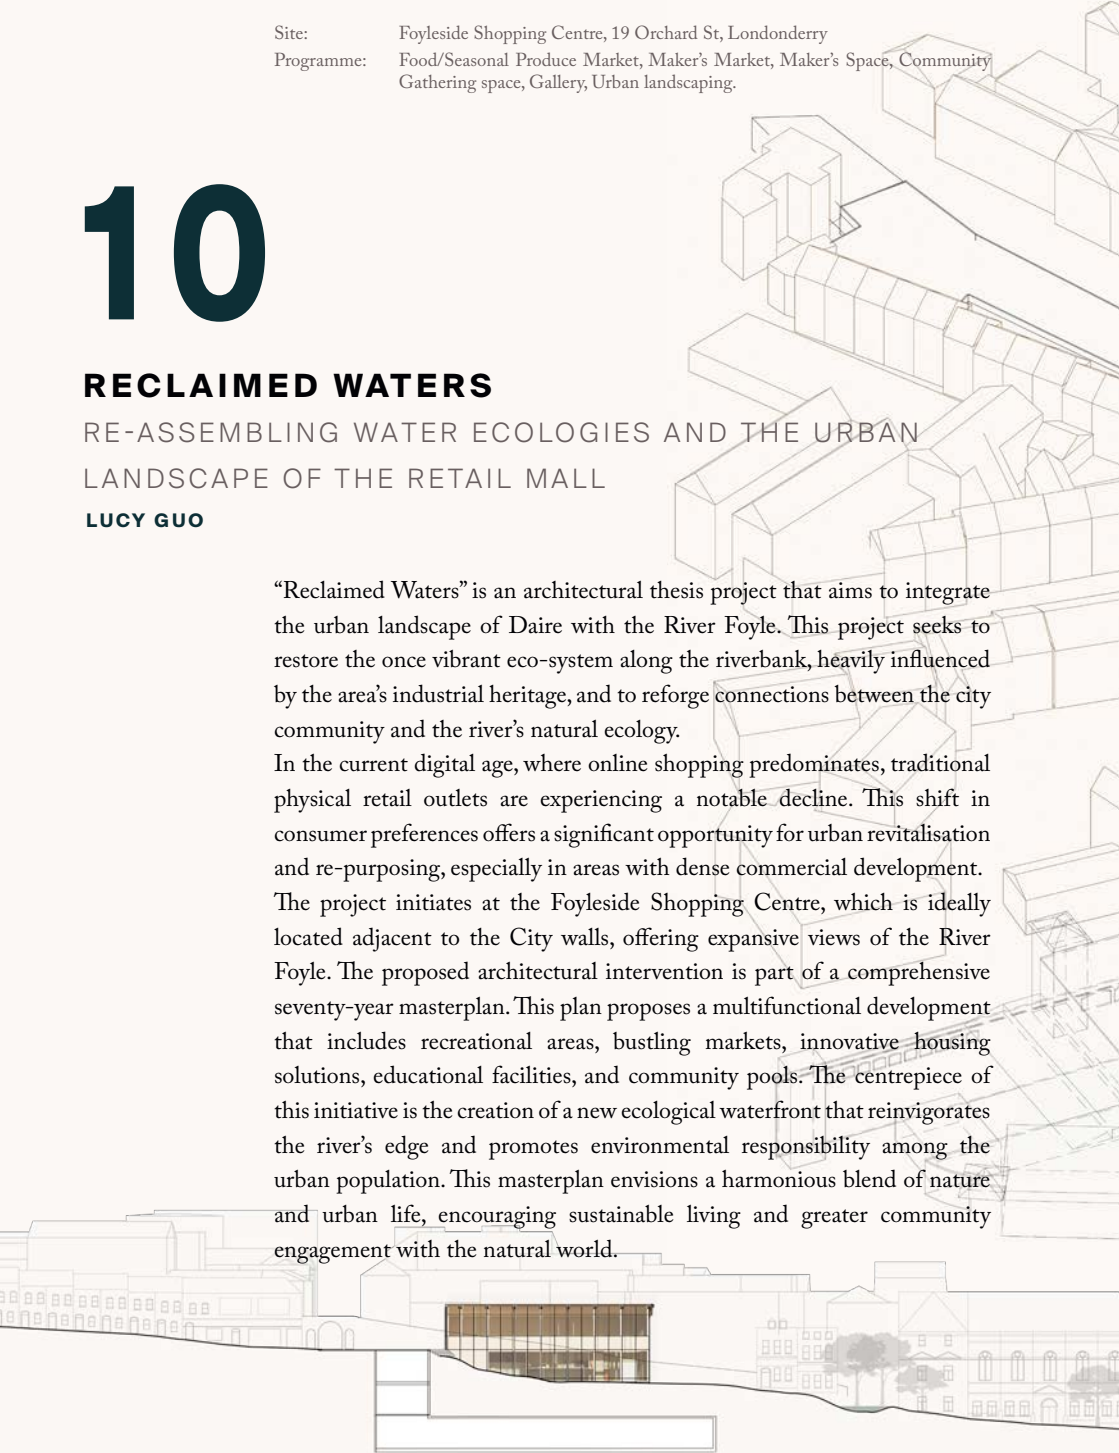 Site: Foyleside Shopping Centre, 19 Orchard St, Londonderry
Programme: Food/Seasonal Produce Market, Maker’s Market, Maker’s Space, Community
Gathering space, Gallery, Urban landscaping.
10
RECLAIMED WATERS
RE-ASSEMBLING WATER ECOLOGIES AND THE URBAN
LANDSCAPE OF THE RETAIL MALL
LUCY GUO
“Reclaimed Waters” is an architectural thesis project that aims to integrate
the urban landscape of Daire with the River Foyle. This project seeks to
restore the once vibrant eco-system along the riverbank, heavily influenced
by the area’s industrial heritage, and to reforge connections between the city
community and the river’s natural ecology.
In the current digital age, where online shopping predominates, traditional
physical retail outlets are experiencing a notable decline. This shift in
consumer preferences offers a significant opportunity for urban revitalisation
and re-purposing, especially in areas with dense commercial development.
The project initiates at the Foyleside Shopping Centre, which is ideally
located adjacent to the City walls, offering expansive views of the River
Foyle. The proposed architectural intervention is part of a comprehensive
seventy-year masterplan. This plan proposes a multifunctional development
that includes recreational areas, bustling markets, innovative housing
solutions, educational facilities, and community pools. The centrepiece of
this initiative is the creation of a new ecological waterfront that reinvigorates
the river’s edge and promotes environmental responsibility among the
urban population. This masterplan envisions a harmonious blend of nature
and urban life, encouraging sustainable living and greater community
engagement with the natural world.